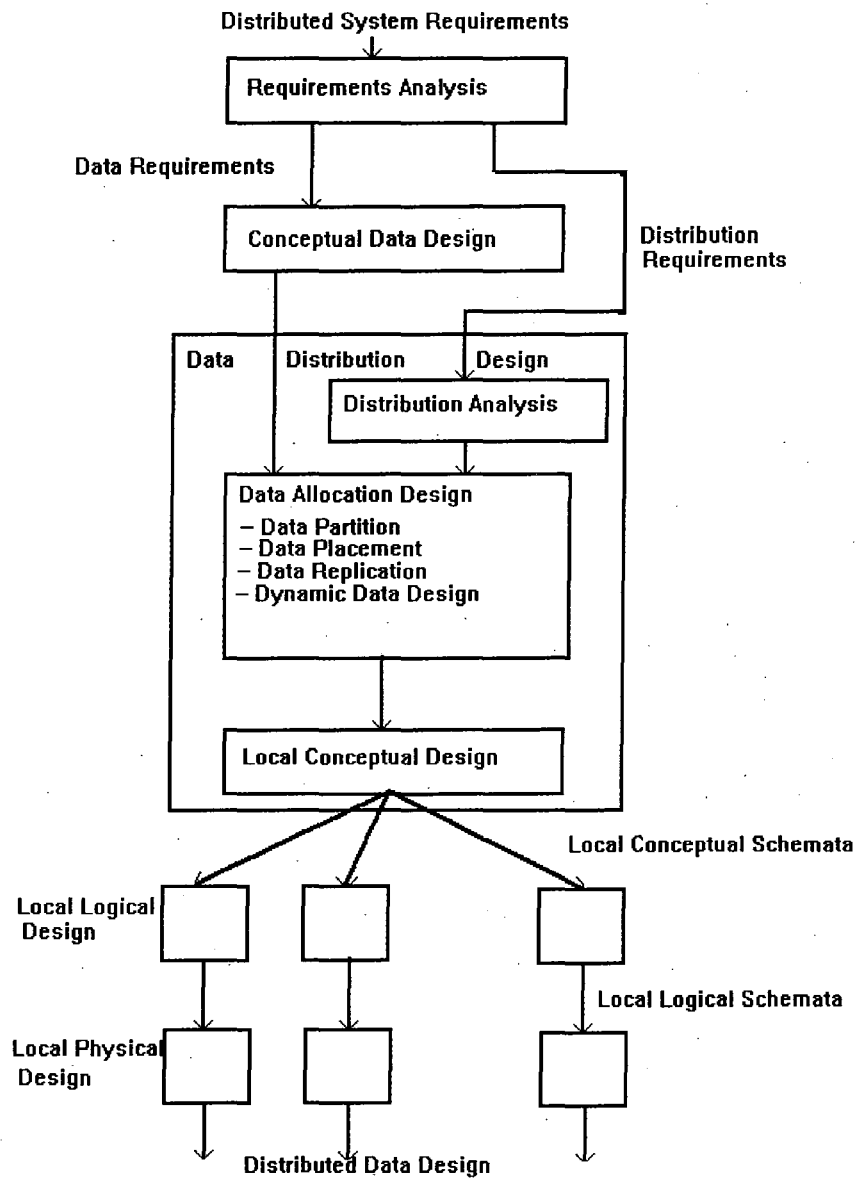 Distributed System Requirements
Requirements Analysis
Data Requirements
Conceptual Data Design
Distribution
Requirements
Data Distribution Design
Distribution Analysis
Data Allocation Design
– Data Partition
– Data Placement
– Data Replication
– Dynamic Data Design
Local Conceptual Design
Local Conceptual Schemata
Local Logical
Design
Local Logical Schemata
Local Physical
Design
Distributed Data Design